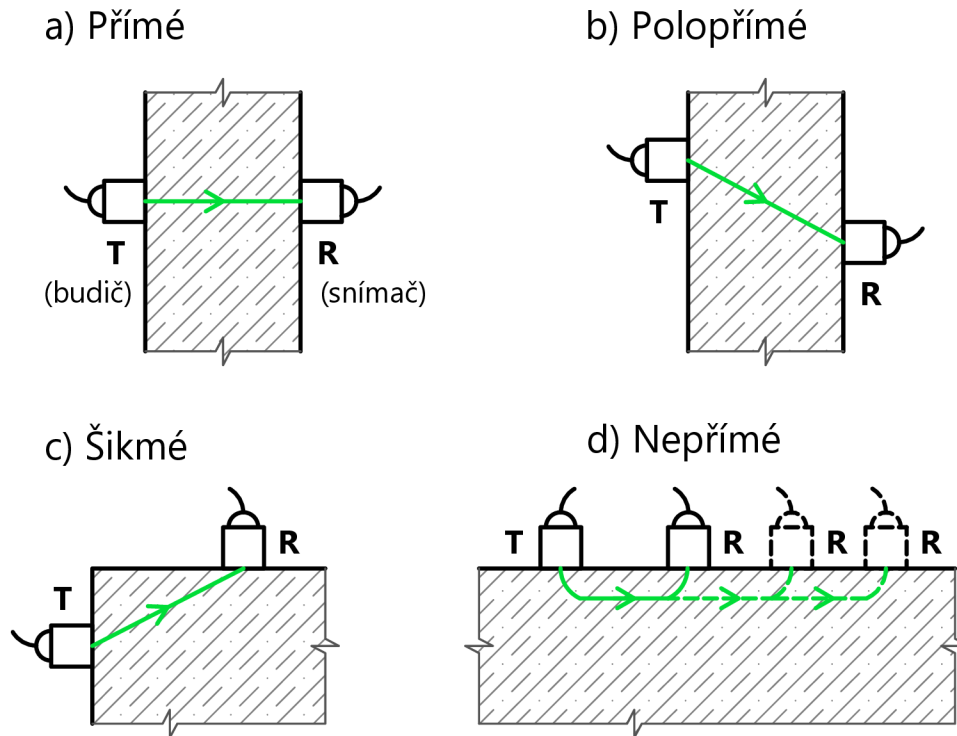 a) Přímé
b) Polopřímé
T
R
(budič)
(snímač)
T
R
c) Šikmé
d) Nepřímé
R
T
T
R
R
R